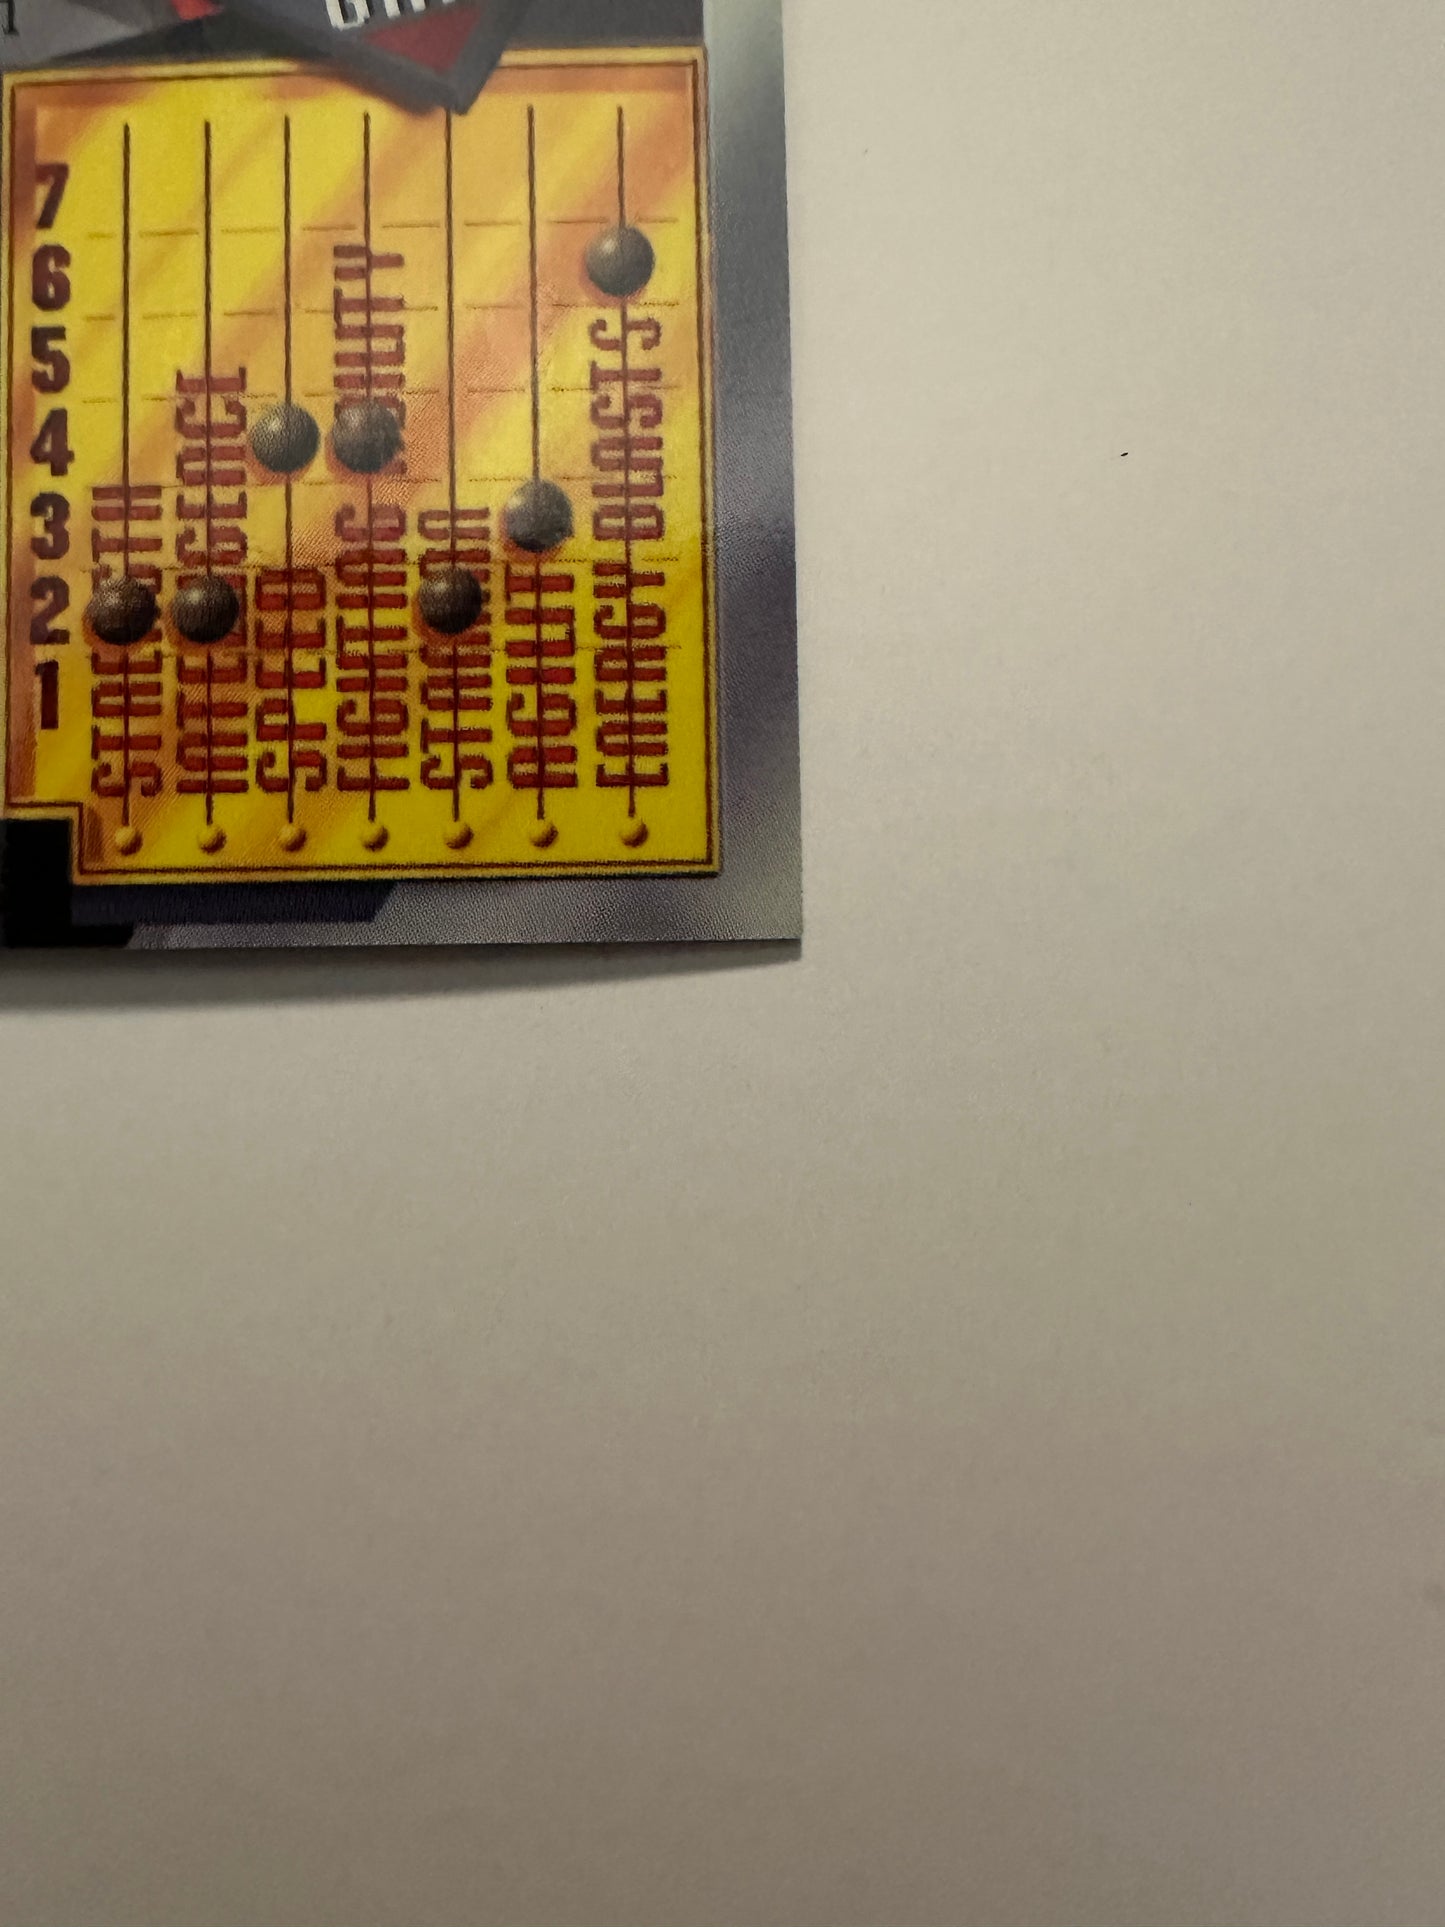 7
6
5
4
3
2
1
STRENGTH
INTELLIGENCE
SPEED
FIGHTING ABILITY
STAMINA
AGILITY
ENERGY BLASTS